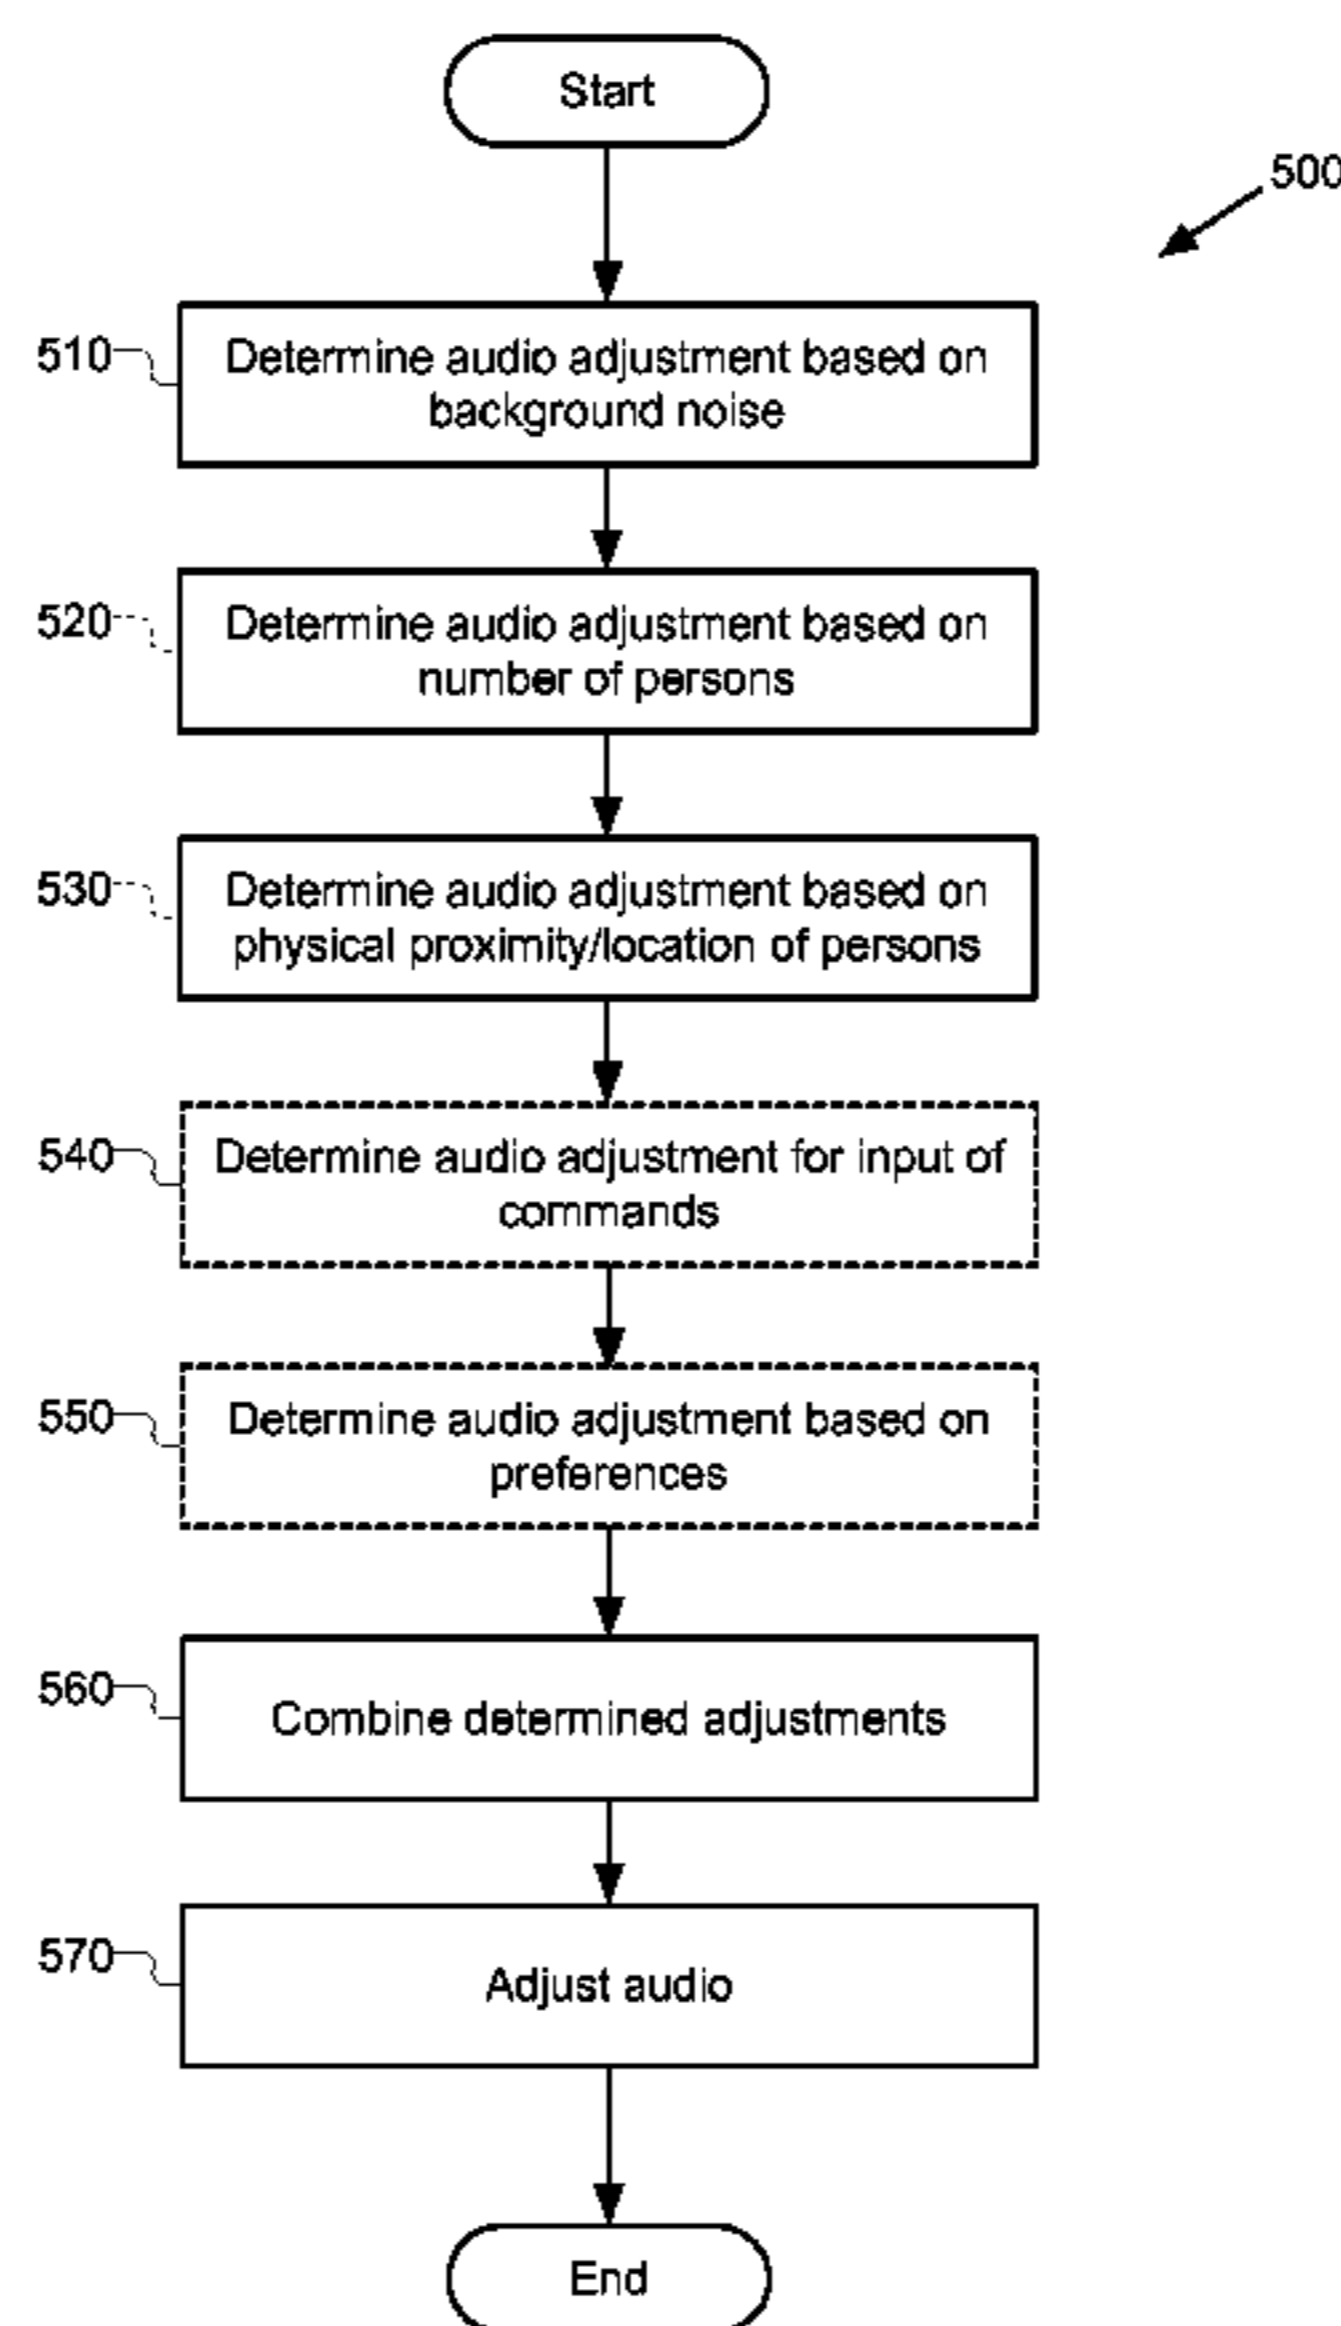 Start
500
510
Determine audio adjustment based on
background noise
520
Determine audio adjustment based on
number of persons
530
Determine audio adjustment based on
physical proximity/location of persons
540
Determine audio adjustment for input of
commands
550
Determine audio adjustment based on
preferences
560
Combine determined adjustments
570
Adjust audio
End